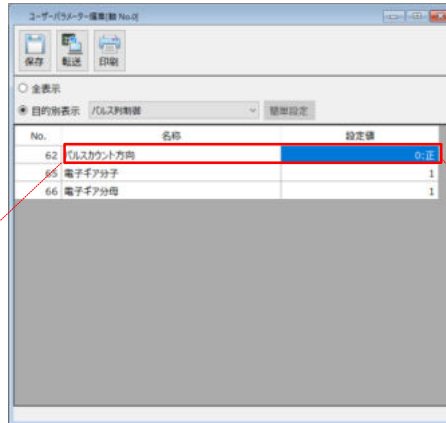 ユーザーパラメーター編集[軸 No.0]
保存 転送 印刷
全表示
目的別表示 パルス列制御 簡単設定
No. 名称 設定値
62 パルスカウント方向 0:正
65 電子ギア分子 1
66 電子ギア分母 1